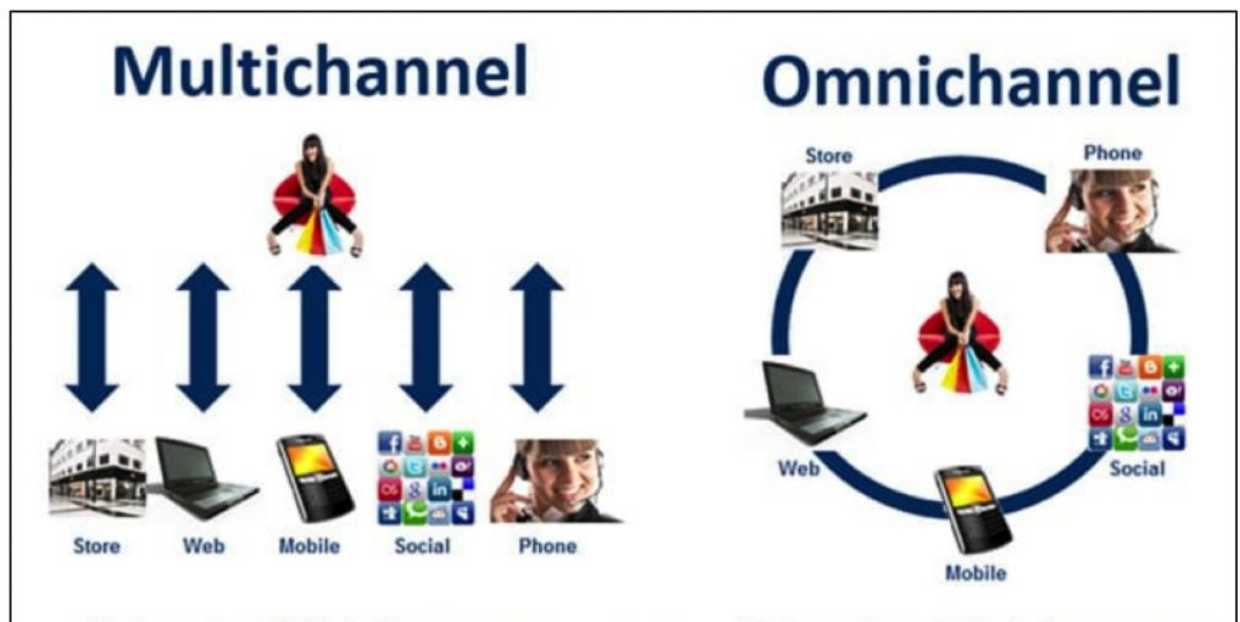 Multichannel
Store
Web
Mobile
Social
Phone
Omnichannel
Store
Phone
Web
Social
Mobile